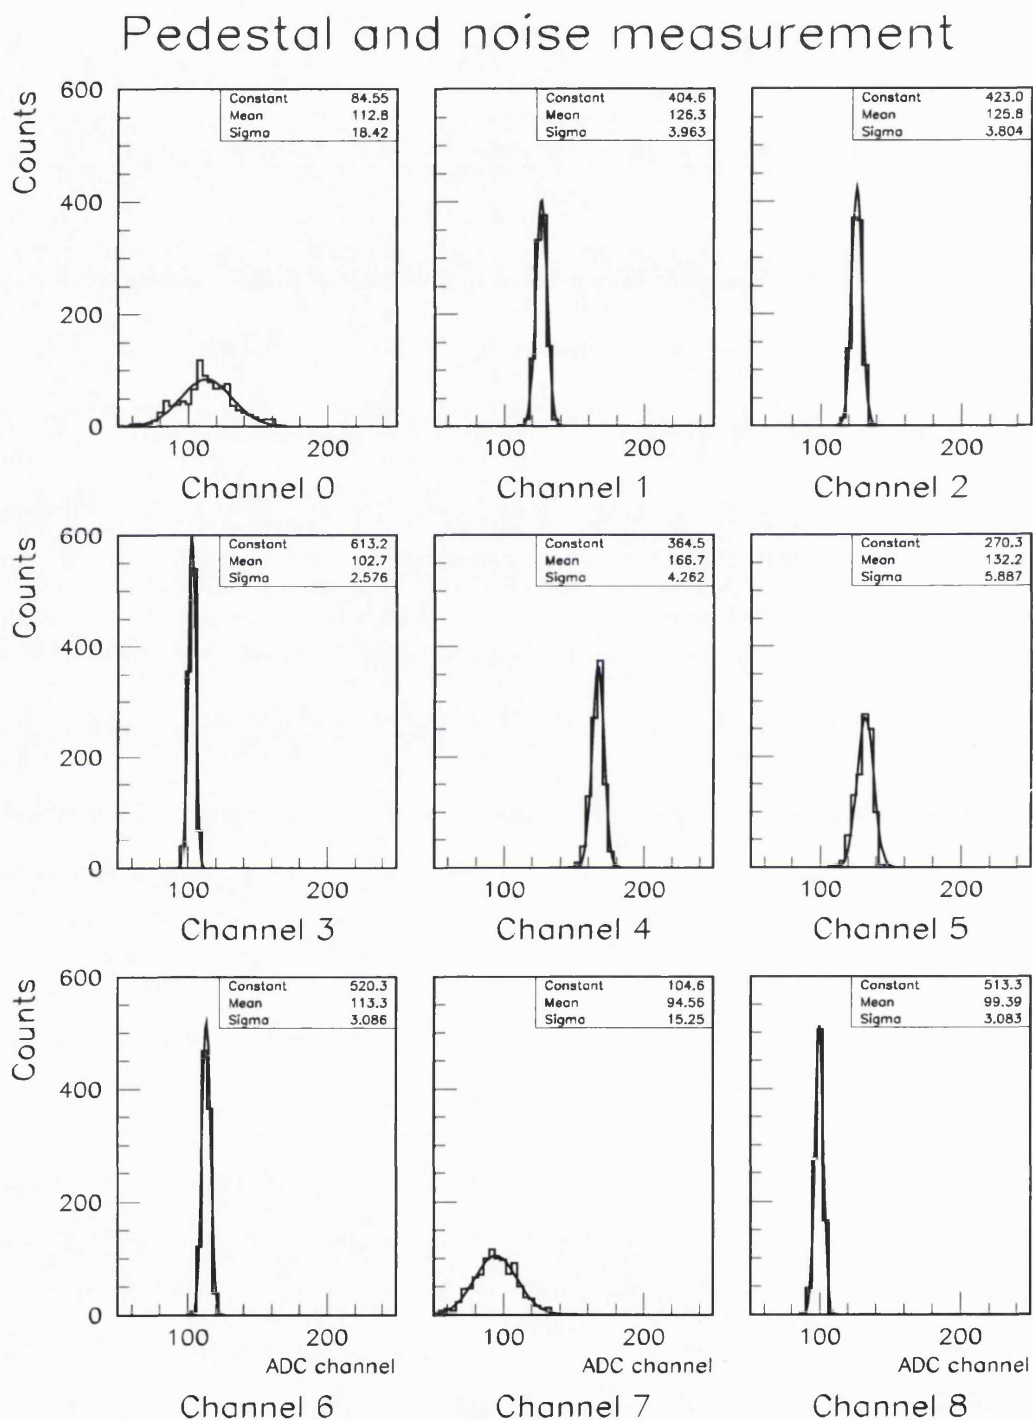 Pedestal and noise measurement
Counts
600
400
200
0
Constant 84.55
Mean 112.8
Sigma 18.42
100 200
Channel 0
Constant 404.6
Mean 126.3
Sigma 3.963
100 200
Channel 1
Constant 423.0
Mean 125.8
Sigma 3.804
100 200
Channel 2
Counts
600
400
200
0
Constant 613.2
Mean 102.7
Sigma 2.576
100 200
Channel 3
Constant 364.5
Mean 166.7
Sigma 4.262
100 200
Channel 4
Constant 270.3
Mean 132.2
Sigma 5.887
100 200
Channel 5
Counts
600
400
200
0
Constant 520.3
Mean 113.3
Sigma 3.086
100 200
ADC channel
Channel 6
Constant 104.6
Mean 94.56
Sigma 15.25
100 200
ADC channel
Channel 7
Constant 513.3
Mean 99.39
Sigma 3.083
100 200
ADC channel
Channel 8